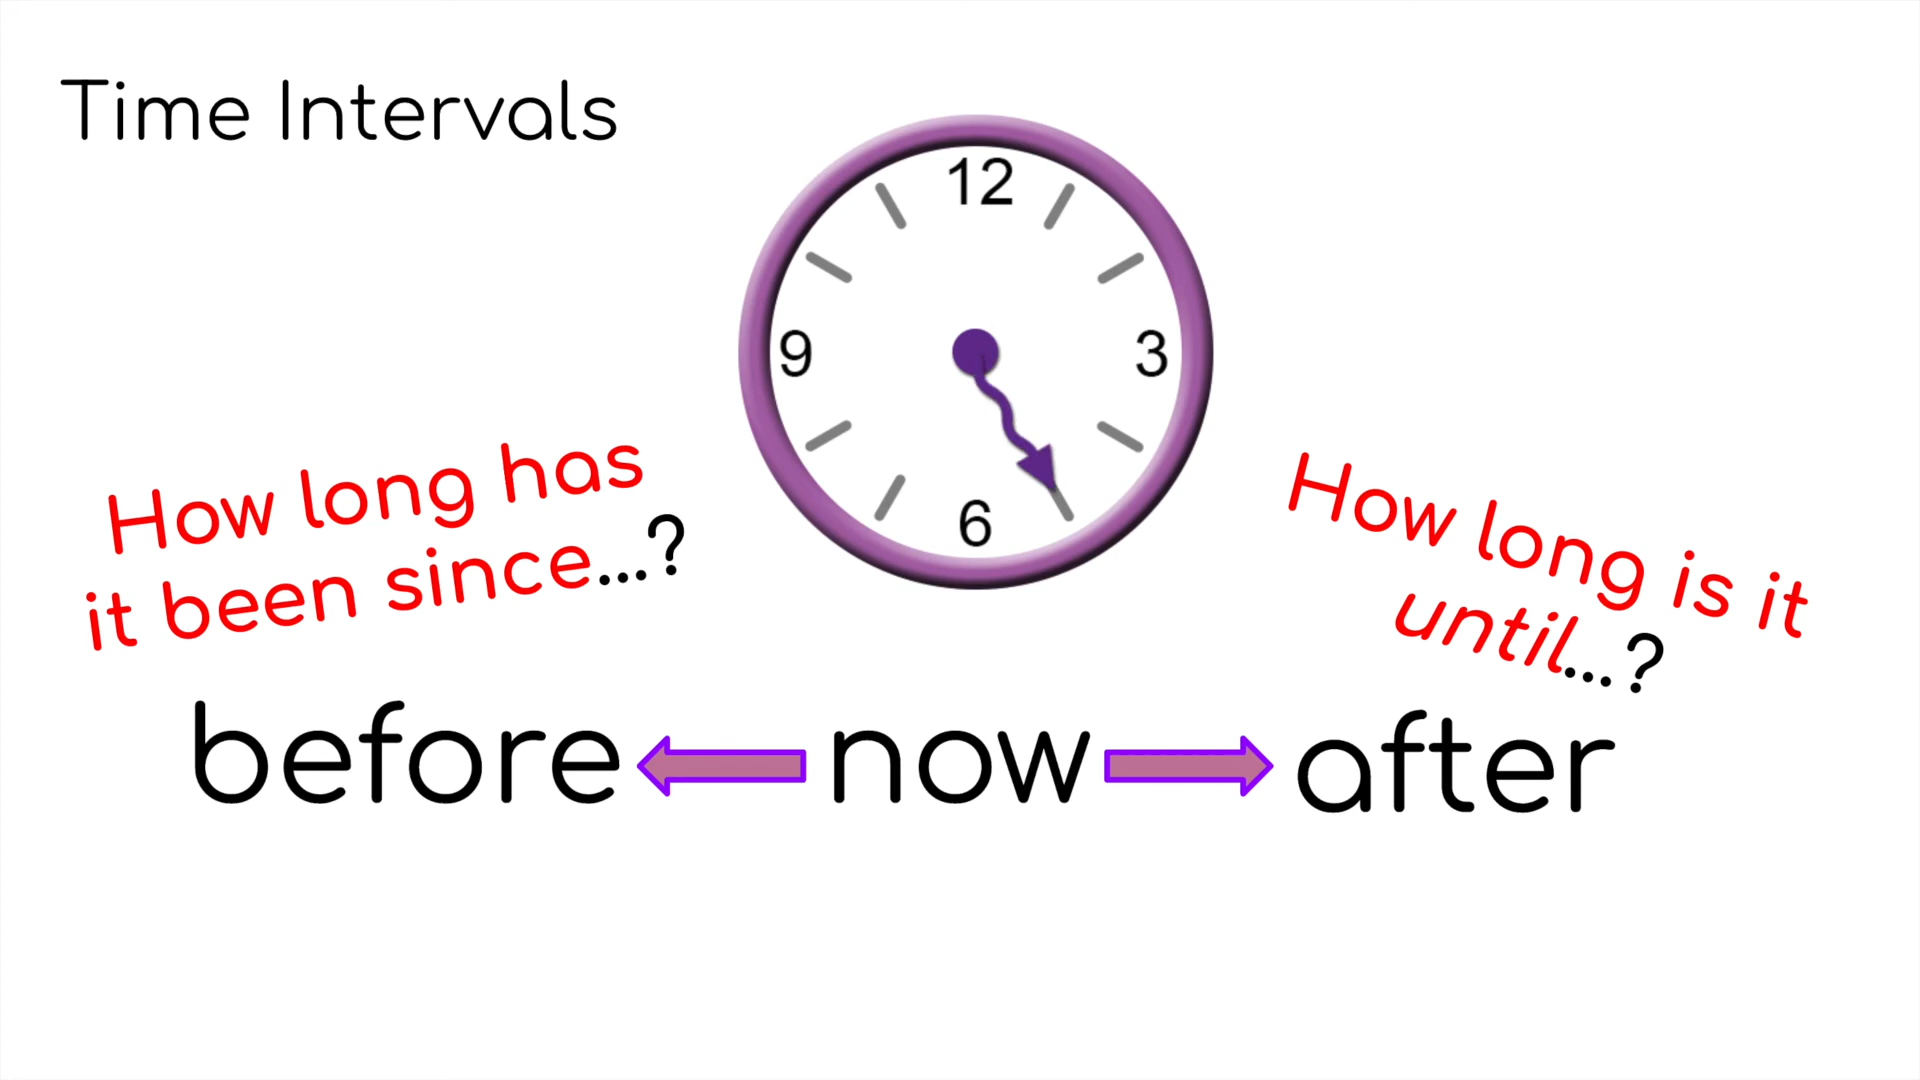 Time Intervals
12
9
3
6
How long has
it been since...?
How long is it
until...?
before now after